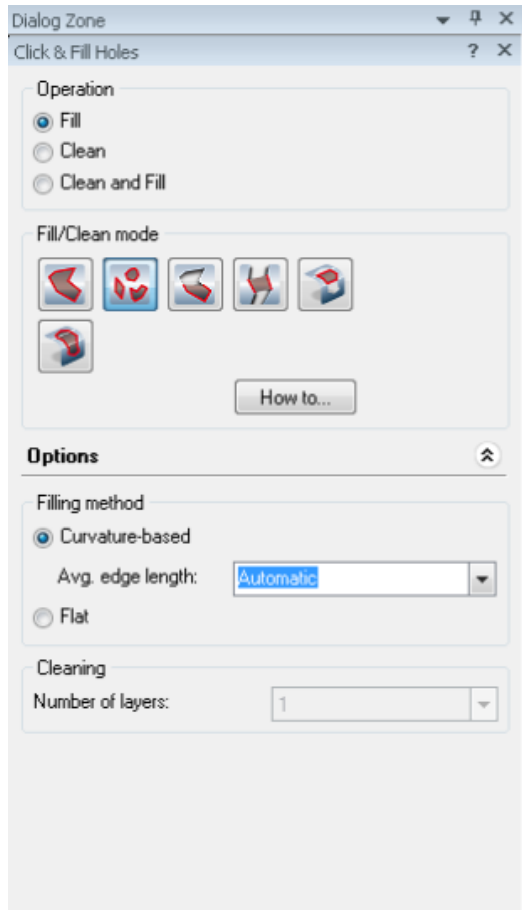 Dialog Zone
Click & Fill Holes
Operation
Fill
Clean
Clean and Fill
Fill/Clean mode
How to...
Options
Filling method
Curvature-based
Avg. edge length: Automatic
Flat
Cleaning
Number of layers: 1